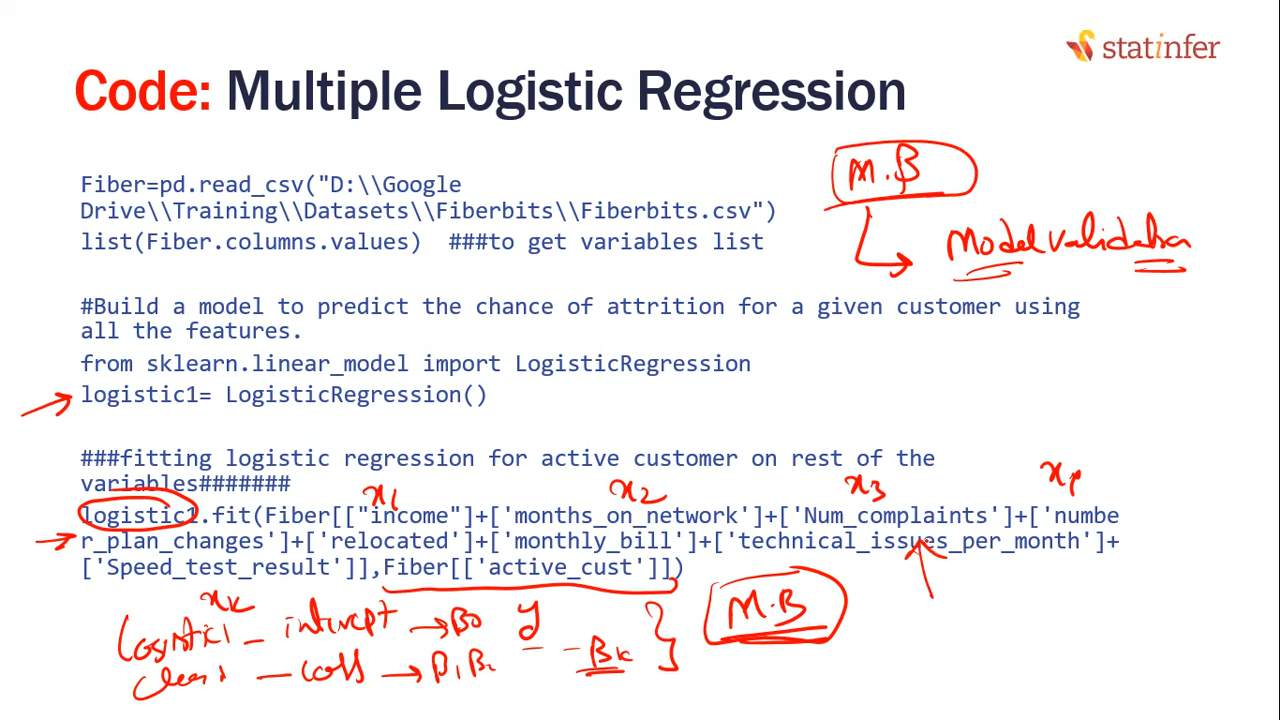 statinfer
Code: Multiple Logistic Regression
M.B
Model validation
Fiber=pd.read_csv("D:\\Google
Drive\\Training\\Datasets\\Fiberbits\\Fiberbits.csv")
list(Fiber.columns.values)  ###to get variables list
#Build a model to predict the chance of attrition for a given customer using
all the features.
from sklearn.linear_model import LogisticRegression
logistic1= LogisticRegression()
###fitting logistic regression for active customer on rest of the
variables#######
x1 x2 x3
logistic1.fit(Fiber[["income"]+['months_on_network']+['Num_complaints']+['numbe
r_plan_changes']+['relocated']+['monthly_bill']+['technical_issues_per_month']+
['Speed_test_result']],Fiber[['active_cust']])
xk
logistic1 - intercept → β0 y
- coeff → β1 β2 - - βk
M.B